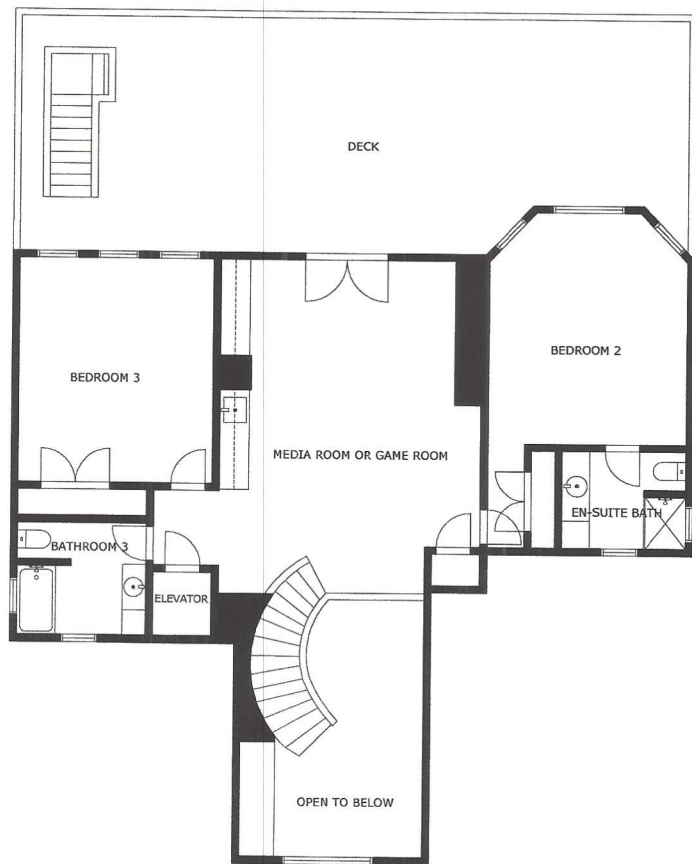 DECK
BEDROOM 2
BEDROOM 3
MEDIA ROOM OR GAME ROOM
EN-SUITE BATH
BATHROOM 3
ELEVATOR
OPEN TO BELOW